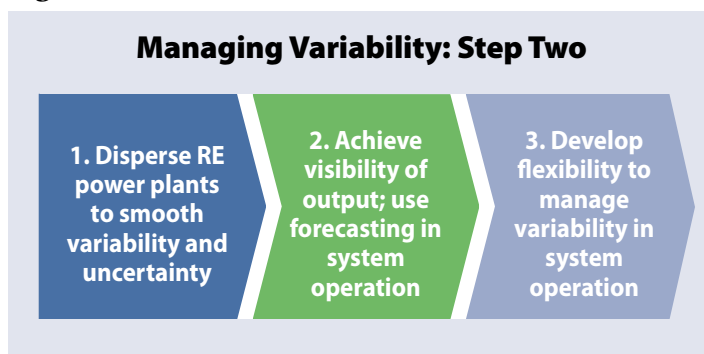 Managing Variability: Step Two
1. Disperse RE
power plants
to smooth
variability and
uncertainty
2. Achieve
visibility of
output; use
forecasting in
system
operation
3. Develop
flexibility to
manage
variability in
system
operation